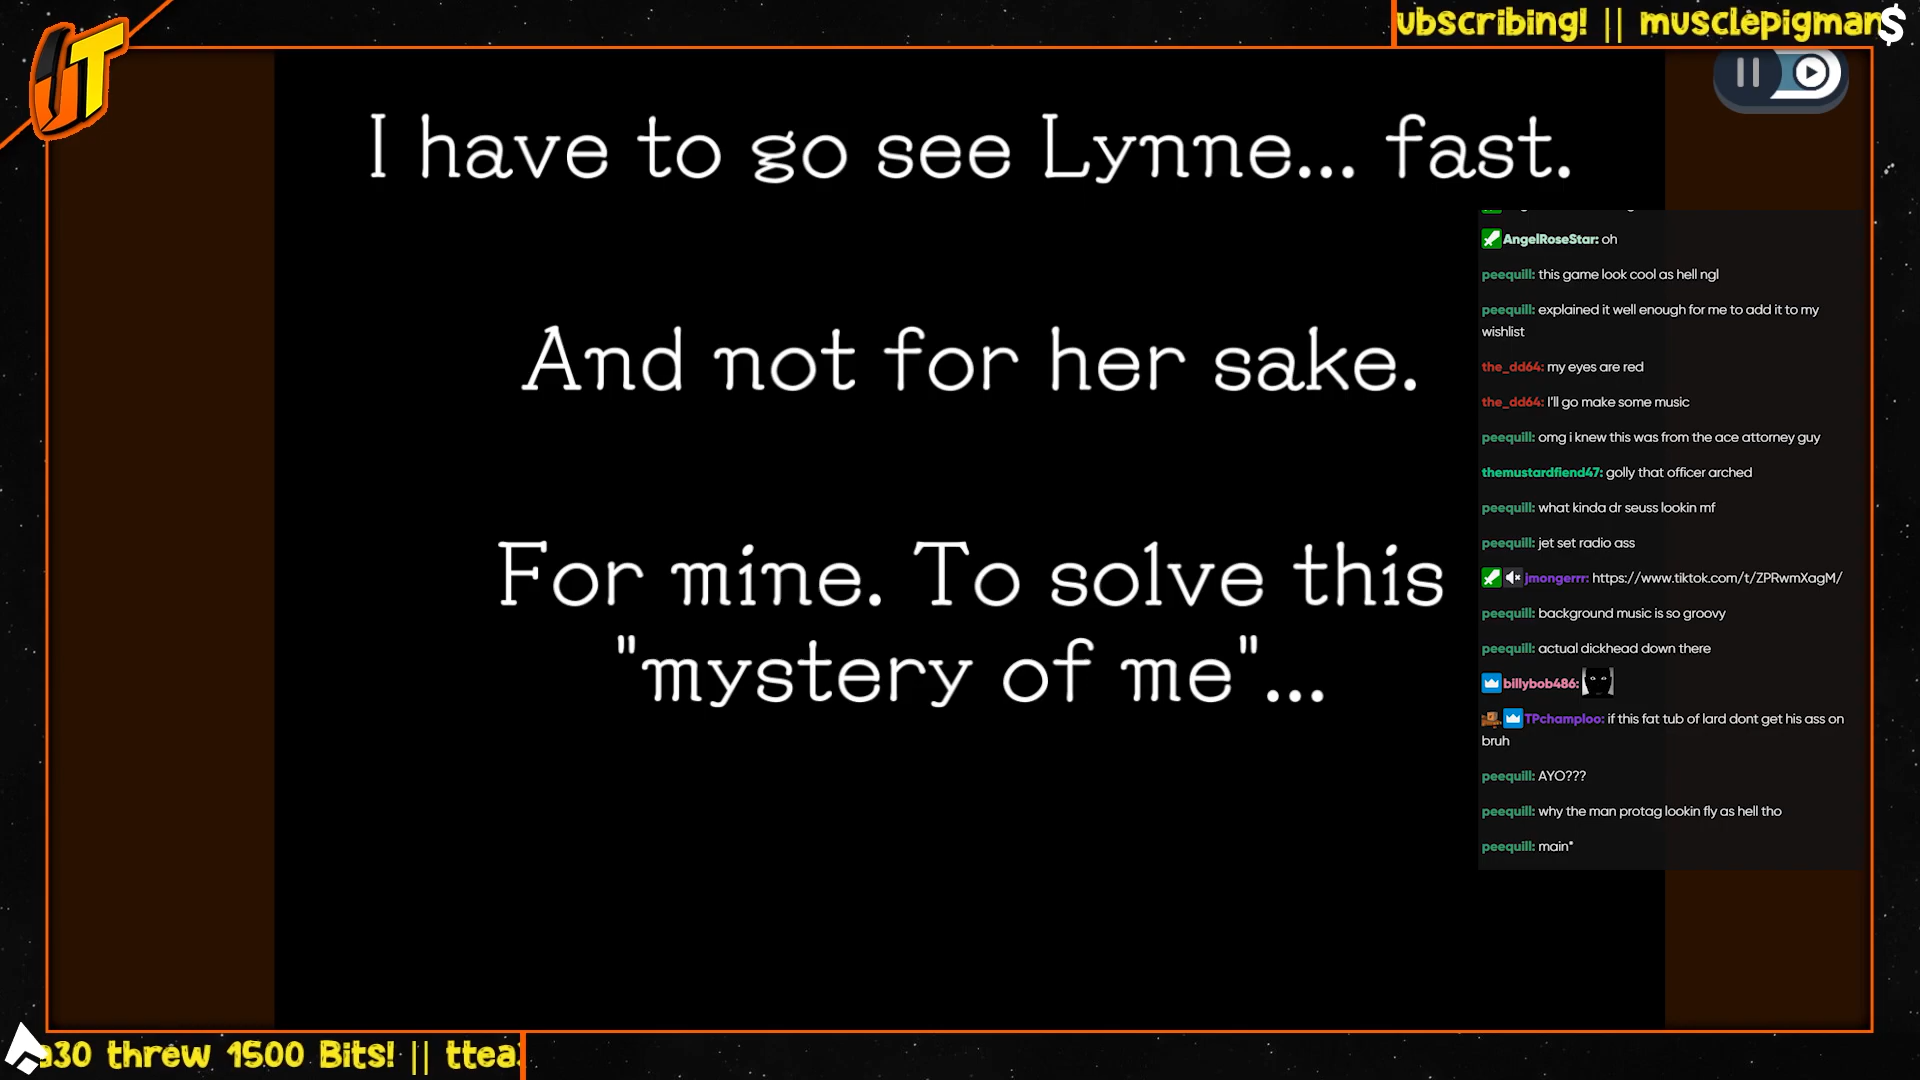 ubscribing! || musclepigman
I have to go see Lynne... fast.
And not for her sake.
For mine. To solve this
"mystery of me"...
AngelRoseStar: oh
peequill: this game look cool as hell ngl
peequill: explained it well enough for me to add it to my
wishlist
the_dd64: my eyes are red
the_dd64: I'll go make some music
peequill: omg i knew this was from the ace attorney guy
themustardfiend47: golly that officer arched
peequill: what kinda dr seuss lookin mf
peequill: jet set radio ass
jmongerrr: https://www.tiktok.com/t/ZPRwmXagM/
peequill: background music is so groovy
peequill: actual dickhead down there
billybob486:
TPchamploo: if this fat tub of lard dont get his ass on
bruh
peequill: AYO???
peequill: why the man protag lookin fly as hell tho
peequill: main*
a30 threw 1500 Bits! || ttea